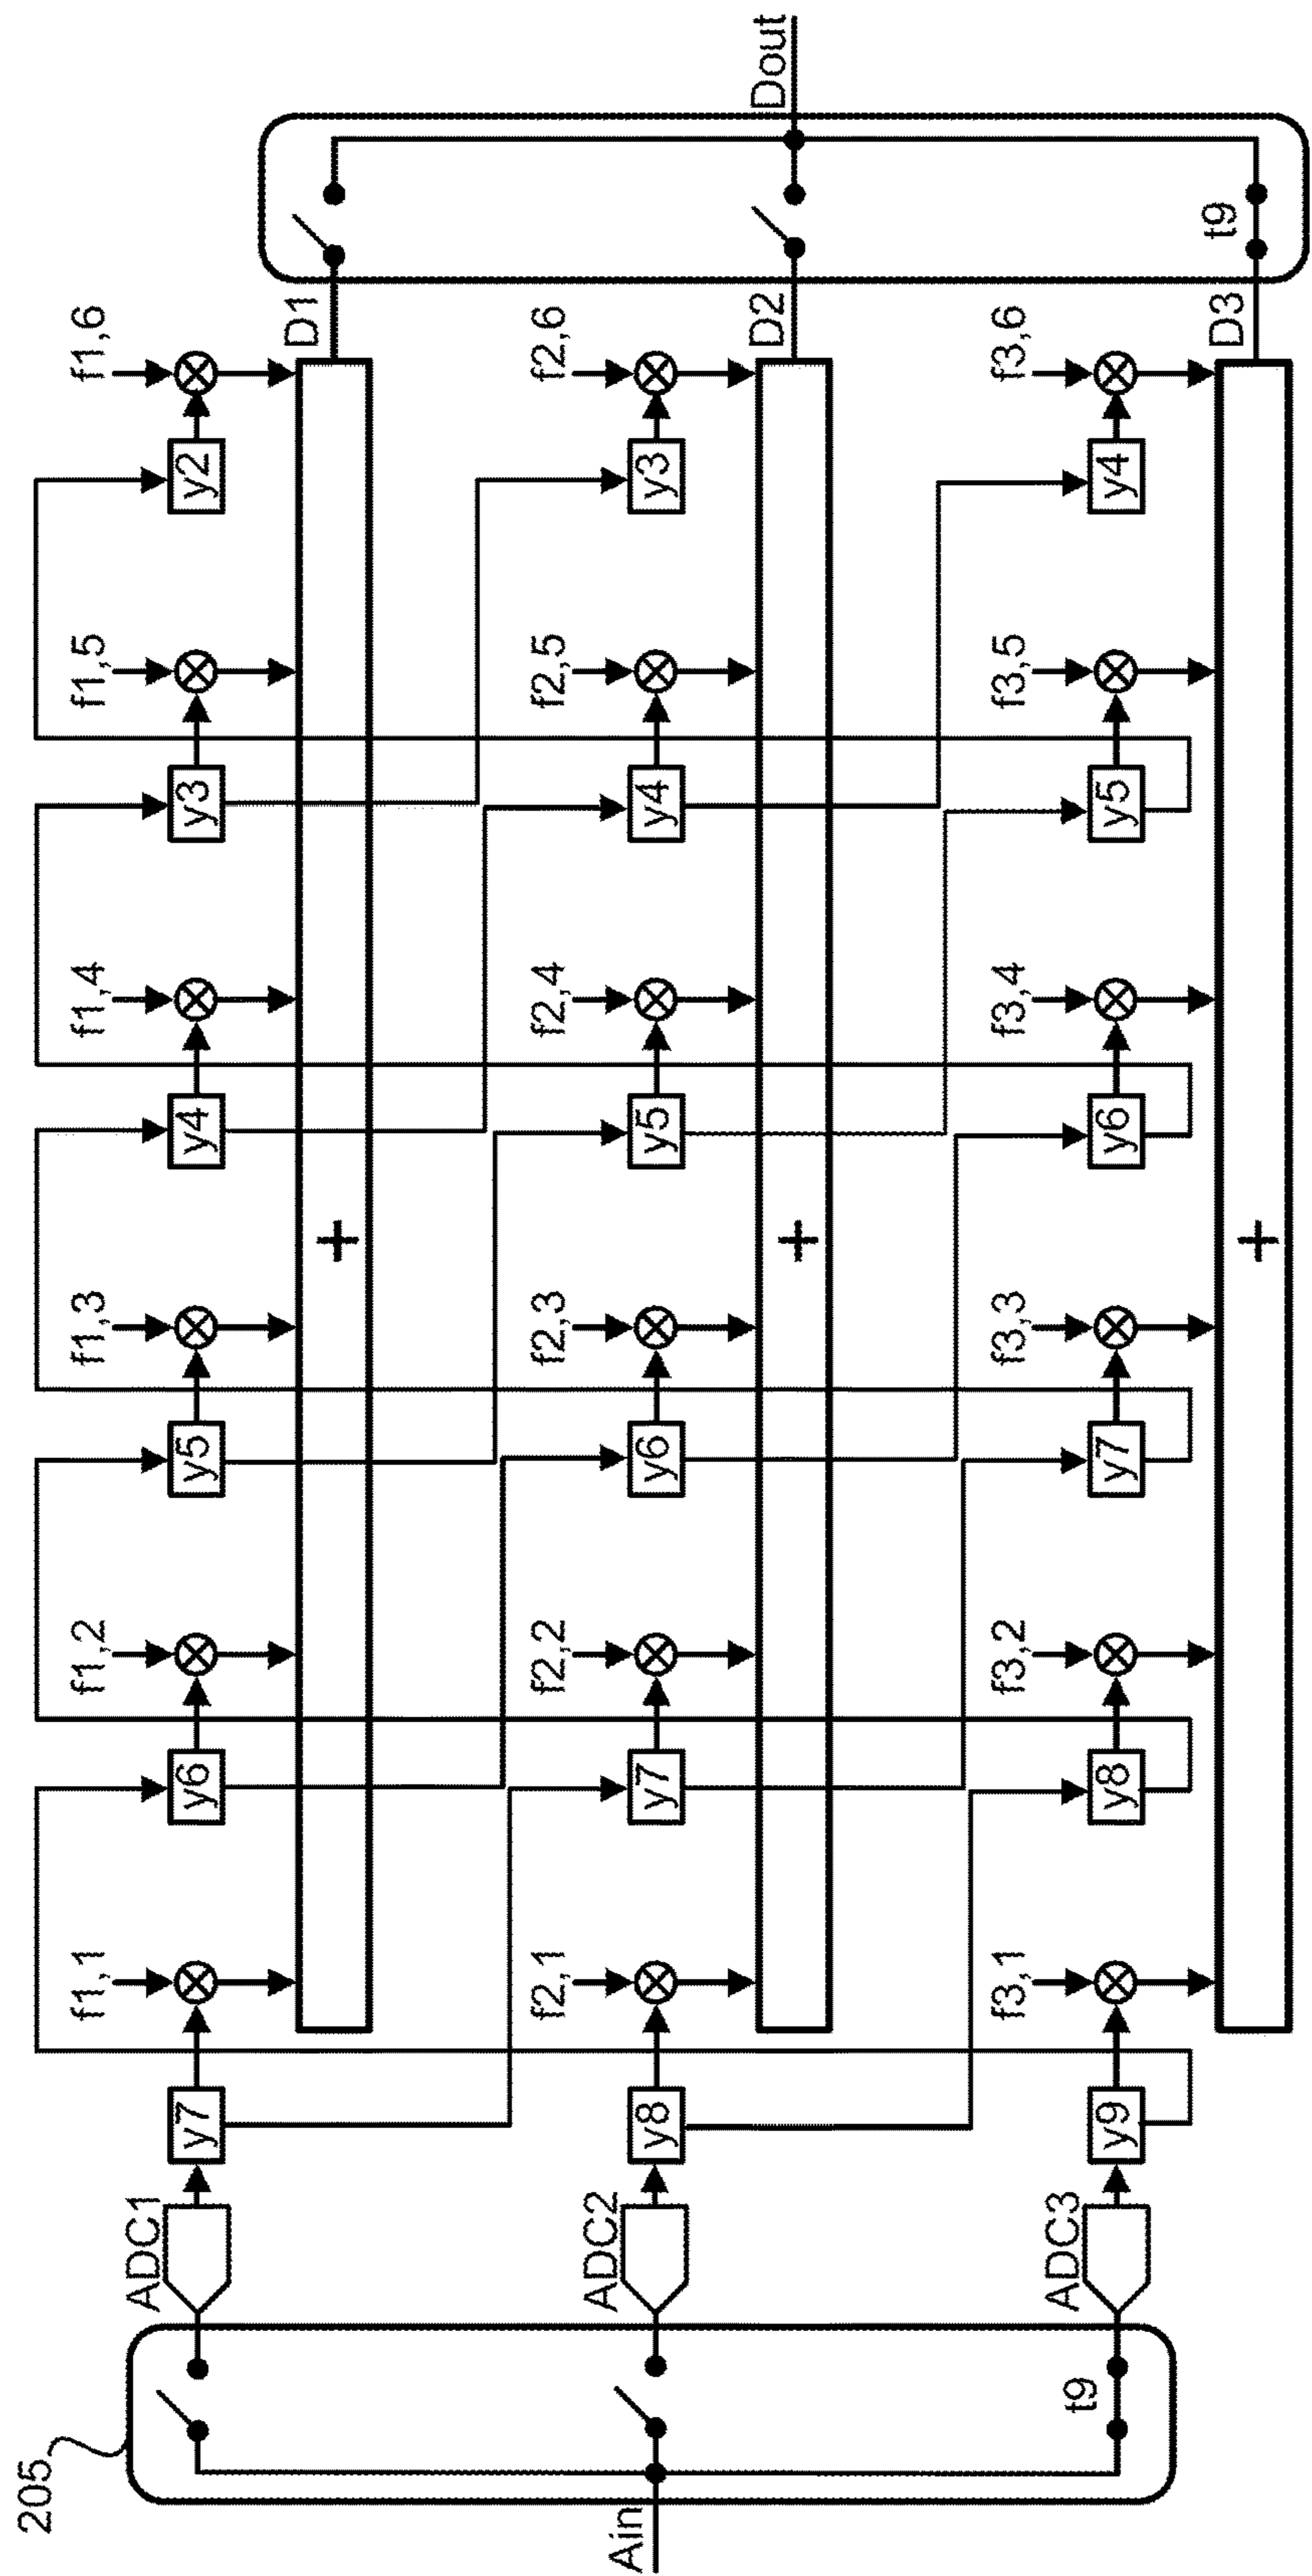 205
Ain
t9
ADC1
ADC2
ADC3
y7
f1,1
y6
f1,2
y5
f1,3
y4
f1,4
y3
f1,5
y2
f1,6
+
D1
y8
f2,1
y7
f2,2
y6
f2,3
y5
f2,4
y4
f2,5
y3
f2,6
+
D2
y9
f3,1
y8
f3,2
y7
f3,3
y6
f3,4
y5
f3,5
y4
f3,6
+
D3
t9
Dout